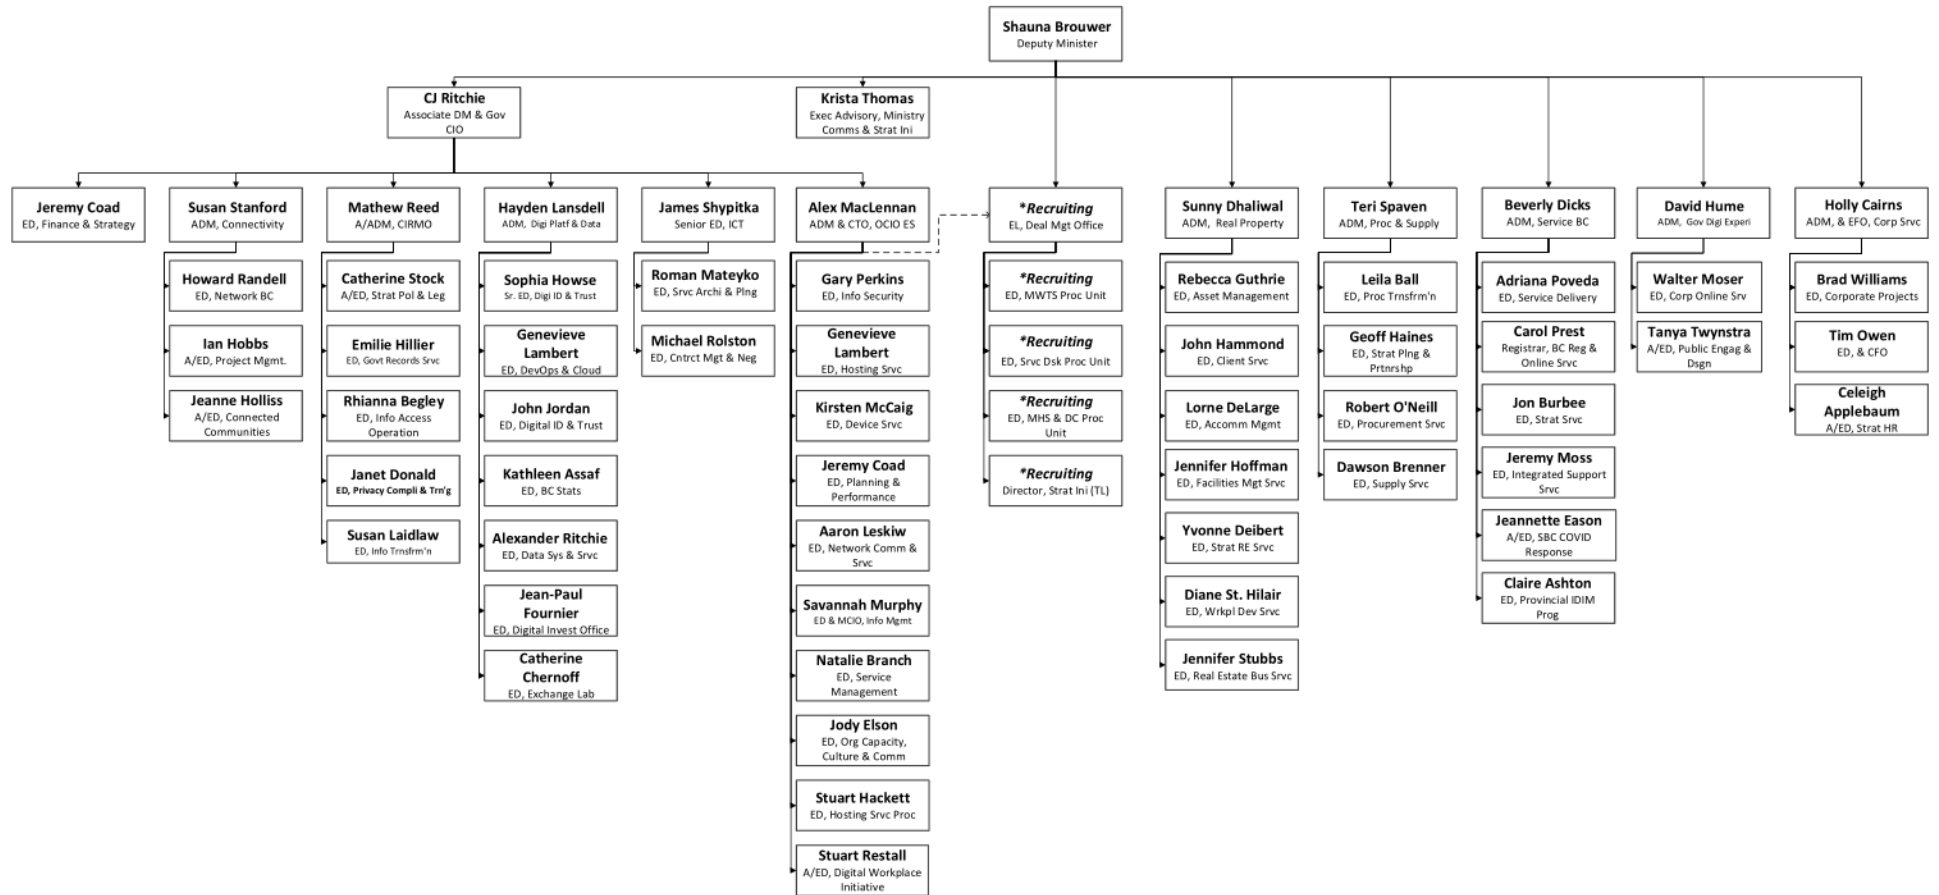 Shauna Brouwer
Deputy Minister
CJ Ritchie
Associate DM & Gov
CIO
Krista Thomas
Exec Advisory, Ministry
Comms & Strat Ini
Jeremy Coad
ED, Finance & Strategy
Susan Stanford
ADM, Connectivity
Howard Randell
ED, Network BC
Ian Hobbs
A/ED, Project Mgmt.
Jeanne Holliss
A/ED, Connected
Communities
Mathew Reed
A/ADM, CIRMO
Catherine Stock
A/ED, Strat Pol & Leg
Emilie Hillier
ED, Govt Records Srvc
Rhianna Begley
ED, Info Access
Operation
Janet Donald
ED, Privacy Compli & Trn'g
Susan Laidlaw
ED, Info Trnsfrm'n
Hayden Lansdell
ADM, Digi Platf & Data
Sophia Howse
Sr. ED, Digi ID & Trust
Genevieve
Lambert
ED, DevOps & Cloud
John Jordan
ED, Digital ID & Trust
Kathleen Assaf
ED, BC Stats
Alexander Ritchie
ED, Data Sys & Srvc
Jean-Paul
Fournier
ED, Digital Invest Office
Catherine
Chernoff
ED, Exchange Lab
James Shypitka
Senior ED, ICT
Roman Mateyko
ED, Srvc Archi & Plng
Michael Rolston
ED, Cntrct Mgt & Neg
Alex MacLennan
ADM & CTO, OCIO ES
Gary Perkins
ED, Info Security
Genevieve
Lambert
ED, Hosting Srvc
Kirsten McCaig
ED, Device Srvc
Jeremy Coad
ED, Planning &
Performance
Aaron Leskiw
ED, Network Comm &
Srvc
Savannah Murphy
ED & MCIO, Info Mgmt
Natalie Branch
ED, Service
Management
Jody Elson
ED, Org Capacity,
Culture & Comm
Stuart Hackett
ED, Hosting Srvc Proc
Stuart Restall
A/ED, Digital Workplace
Initiative
*Recruiting
EL, Deal Mgt Office
*Recruiting
ED, MWTS Proc Unit
*Recruiting
ED, Srvc Dsk Proc Unit
*Recruiting
ED, MHS & DC Proc
Unit
*Recruiting
Director, Strat Ini (TL)
Sunny Dhaliwal
ADM, Real Property
Rebecca Guthrie
ED, Asset Management
John Hammond
ED, Client Srvc
Lorne DeLarge
ED, Accomm Mgmt
Jennifer Hoffman
ED, Facilities Mgt Srvc
Yvonne Deibert
ED, Strat RE Srvc
Diane St. Hilair
ED, Wrkpl Dev Srvc
Jennifer Stubbs
ED, Real Estate Bus Srvc
Teri Spaven
ADM, Proc & Supply
Leila Ball
ED, Proc Trnsfrm'n
Geoff Haines
ED, Strat Plng &
Prtnrshp
Robert O'Neill
ED, Procurement Svc
Dawson Brenner
ED, Supply Svc
Beverly Dicks
ADM, Service BC
Adriana Poveda
ED, Service Delivery
Carol Prest
Registrar, BC Reg &
Online Srvc
Jon Burbee
ED, Strat Srvc
Jeremy Moss
ED, Integrated Support
Srvc
Jeannette Eason
A/ED, SBC COVID
Response
Claire Ashton
ED, Provincial IDIM
Prog
David Hume
ADM, Gov Digi Experi
Walter Moser
ED, Corp Online Srv
Tanya Twynstra
A/ED, Public Engag &
Dsgn
Holly Cairns
ADM, & EFO, Corp Srvc
Brad Williams
ED, Corporate Projects
Tim Owen
ED, & CFO
Celeigh
Applebaum
A/ED, Strat HR